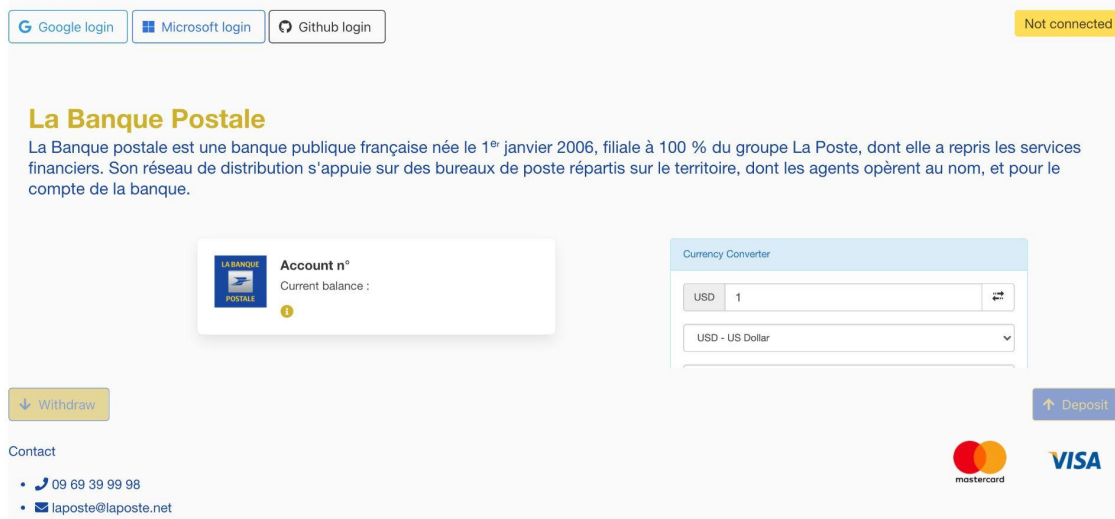 Google login
Microsoft login
Github login
Not connected
La Banque Postale
La Banque postale est une banque publique française née le 1er janvier 2006, filiale à 100 % du groupe La Poste, dont elle a repris les services
financiers. Son réseau de distribution s'appuie sur des bureaux de poste répartis sur le territoire, dont les agents opèrent au nom, et pour le
compte de la banque.
LA BANQUE
POSTALE
Account n°
Current balance :
Currency Converter
USD 1
USD - US Dollar
Withdraw
Deposit
Contact
09 69 39 99 98
laposte@laposte.net
mastercard
VISA